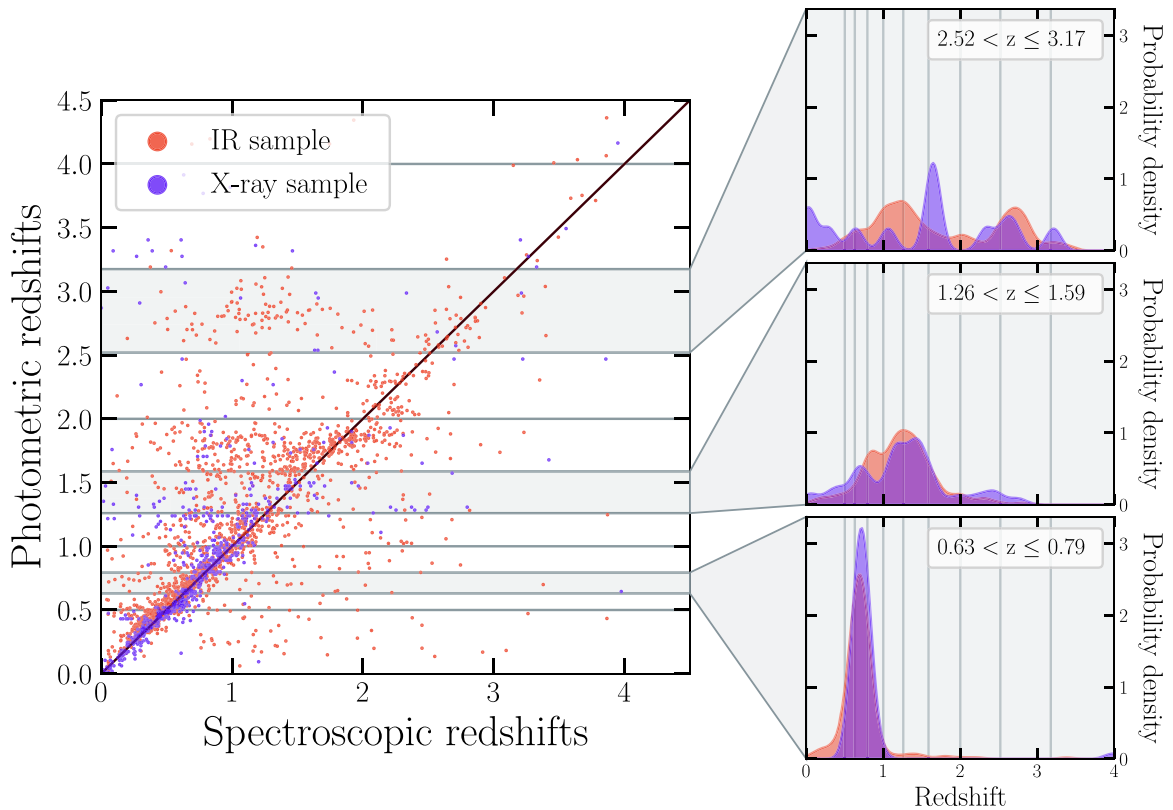 4.5
4.0
3.5
3.0
2.5
2.0
1.5
1.0
0.5
0.0
Photometric redshifts
IR sample
X-ray sample
0 1 2 3 4
Spectroscopic redshifts
2.52 < z ≤ 3.17
3
2
1
0
Probability density
1.26 < z ≤ 1.59
3
2
1
0
Probability density
0.63 < z ≤ 0.79
3
2
1
0
Probability density
0 1 2 3 4
Redshift